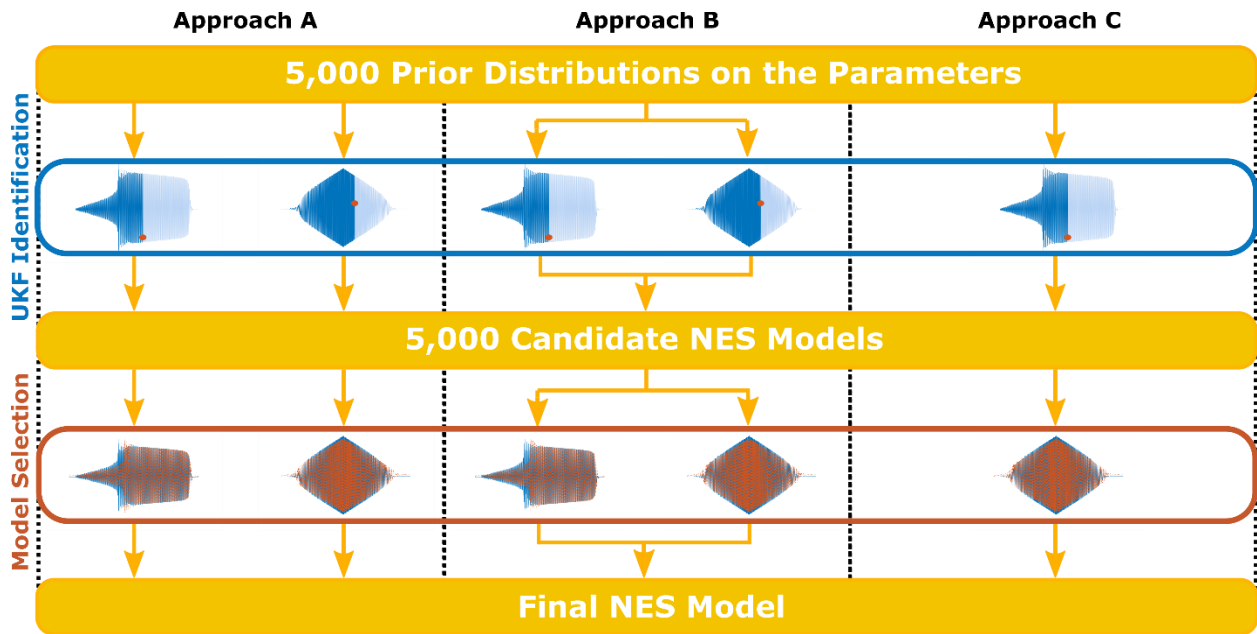 Approach A
Approach B
Approach C
5,000 Prior Distributions on the Parameters
UKF Identification
5,000 Candidate NES Models
Model Selection
Final NES Model